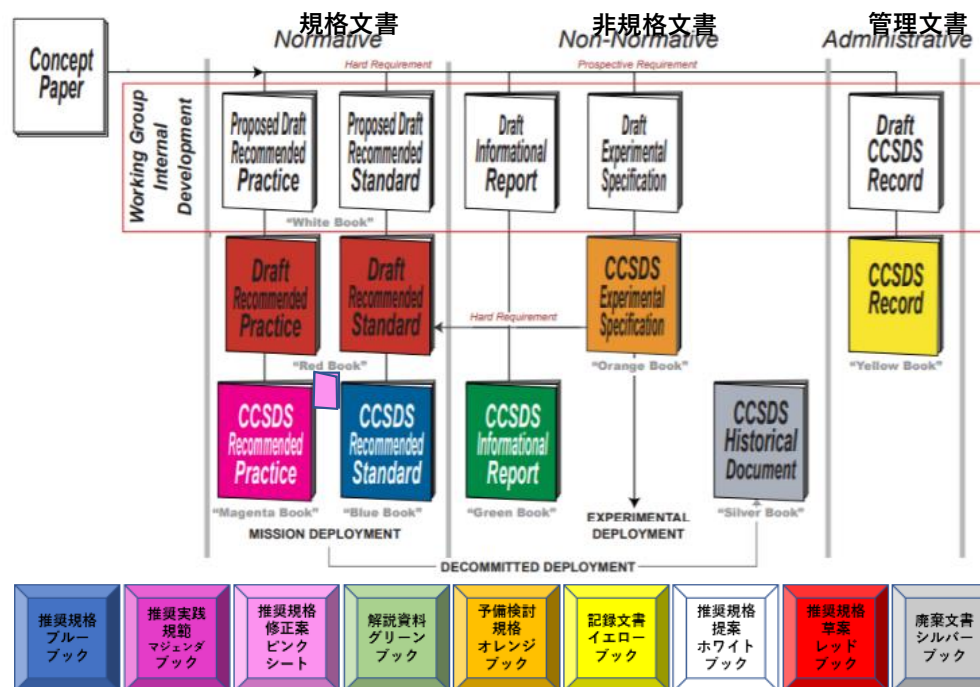 規格文書
非規格文書
管理文書
Normative
Non-Normative
Administrative
Concept
Paper
Hard Requirement
Prospective Requirement
Working Group
Internal
Development
Proposed Draft
Recommended
Practice
Proposed Draft
Recommended
Standard
Draft
Informational
Report
Draft
Experimental
Specification
Draft
CCSDS
Record
"White Book"
Draft
Recommended
Practice
Draft
Recommended
Standard
Hard Requirement
CCSDS
Experimental
Specification
CCSDS
Record
"Red Book"
"Orange Book"
"Yellow Book"
CCSDS
Recommended
Practice
CCSDS
Recommended
Standard
CCSDS
Informational
Report
CCSDS
Historical
Document
"Magenta Book"
"Blue Book"
"Green Book"
EXPERIMENTAL
DEPLOYMENT
"Silver Book"
MISSION DEPLOYMENT
DECOMMITTED DEPLOYMENT
推奨規格
ブルー
ブック
推奨実践
規範
マジェンダ
ブック
推奨規格
修正案
ピンク
シート
解説資料
グリーン
ブック
予備検討
規格
オレンジ
ブック
記録文書
イエロー
ブック
推奨規格
提案
ホワイト
ブック
推奨規格
草案
レッド
ブック
廃棄文書
シルバー
ブック